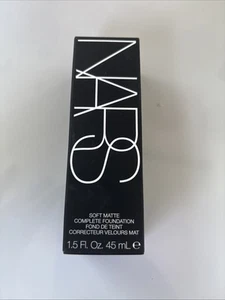 NARS
SOFT MATTE
COMPLETE FOUNDATION
FOND DE TEINT
CORRECTEUR VELOURS MAT
1.5 Fl. Oz. 45 mL ℮